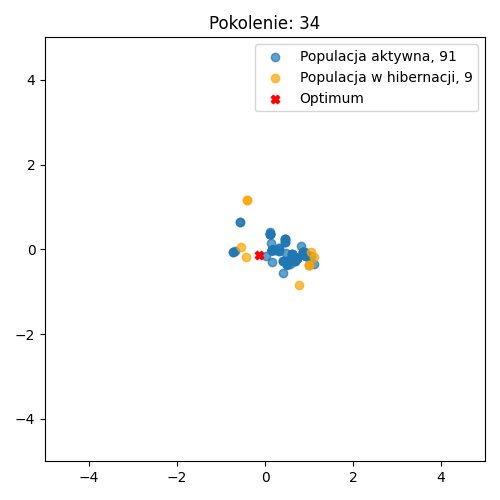 Pokolenie: 34
Populacja aktywna, 91
Populacja w hibernacji, 9
Optimum
4
2
0
−2
−4
−4
−2
0
2
4